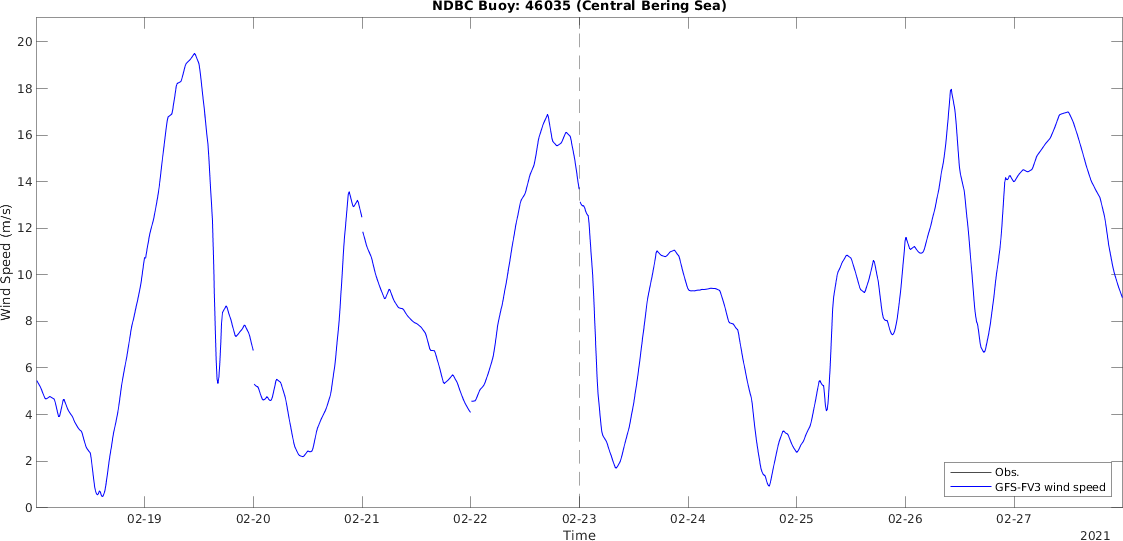 NDBC Buoy: 46035 (Central Bering Sea)
20
18
16
14
12
10
8
6
4
2
0
Wind Speed (m/s)
02-19 02-20 02-21 02-22 02-23 02-24 02-25 02-26 02-27
Time
2021
Obs.
GFS-FV3 wind speed